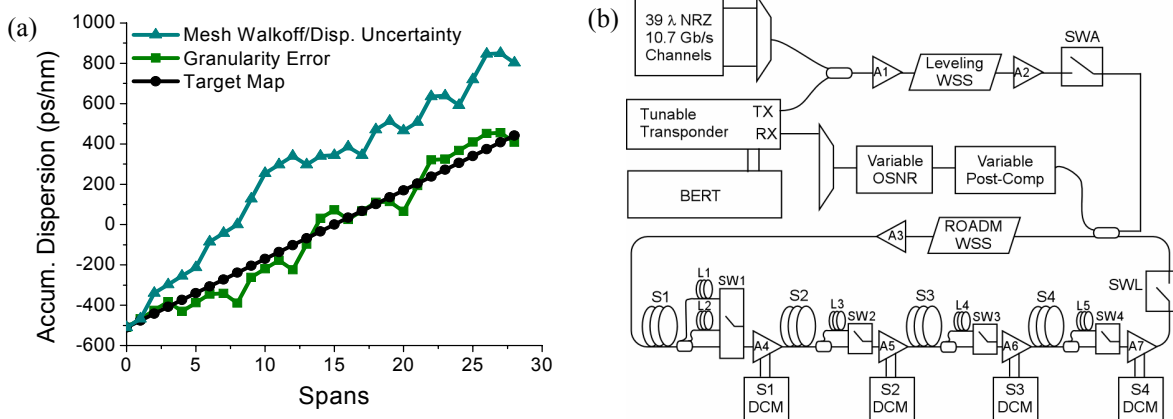 (a)
Accum. Dispersion (ps/nm)
1000
800
600
400
200
0
-200
-400
-600
Mesh Walkoff/Disp. Uncertainty
Granularity Error
Target Map
0 5 10 15 20 25 30
Spans
(b)
39 λ NRZ
10.7 Gb/s
Channels
A1
Leveling
WSS
A2
SWA
Tunable
Transponder
TX
RX
BERT
Variable
OSNR
Variable
Post-Comp
A3
ROADM
WSS
SWL
S1
L1
L2
SW1
A4
S2
L3
SW2
A5
S3
L4
SW3
A6
S4
L5
SW4
A7
S1
DCM
S2
DCM
S3
DCM
S4
DCM